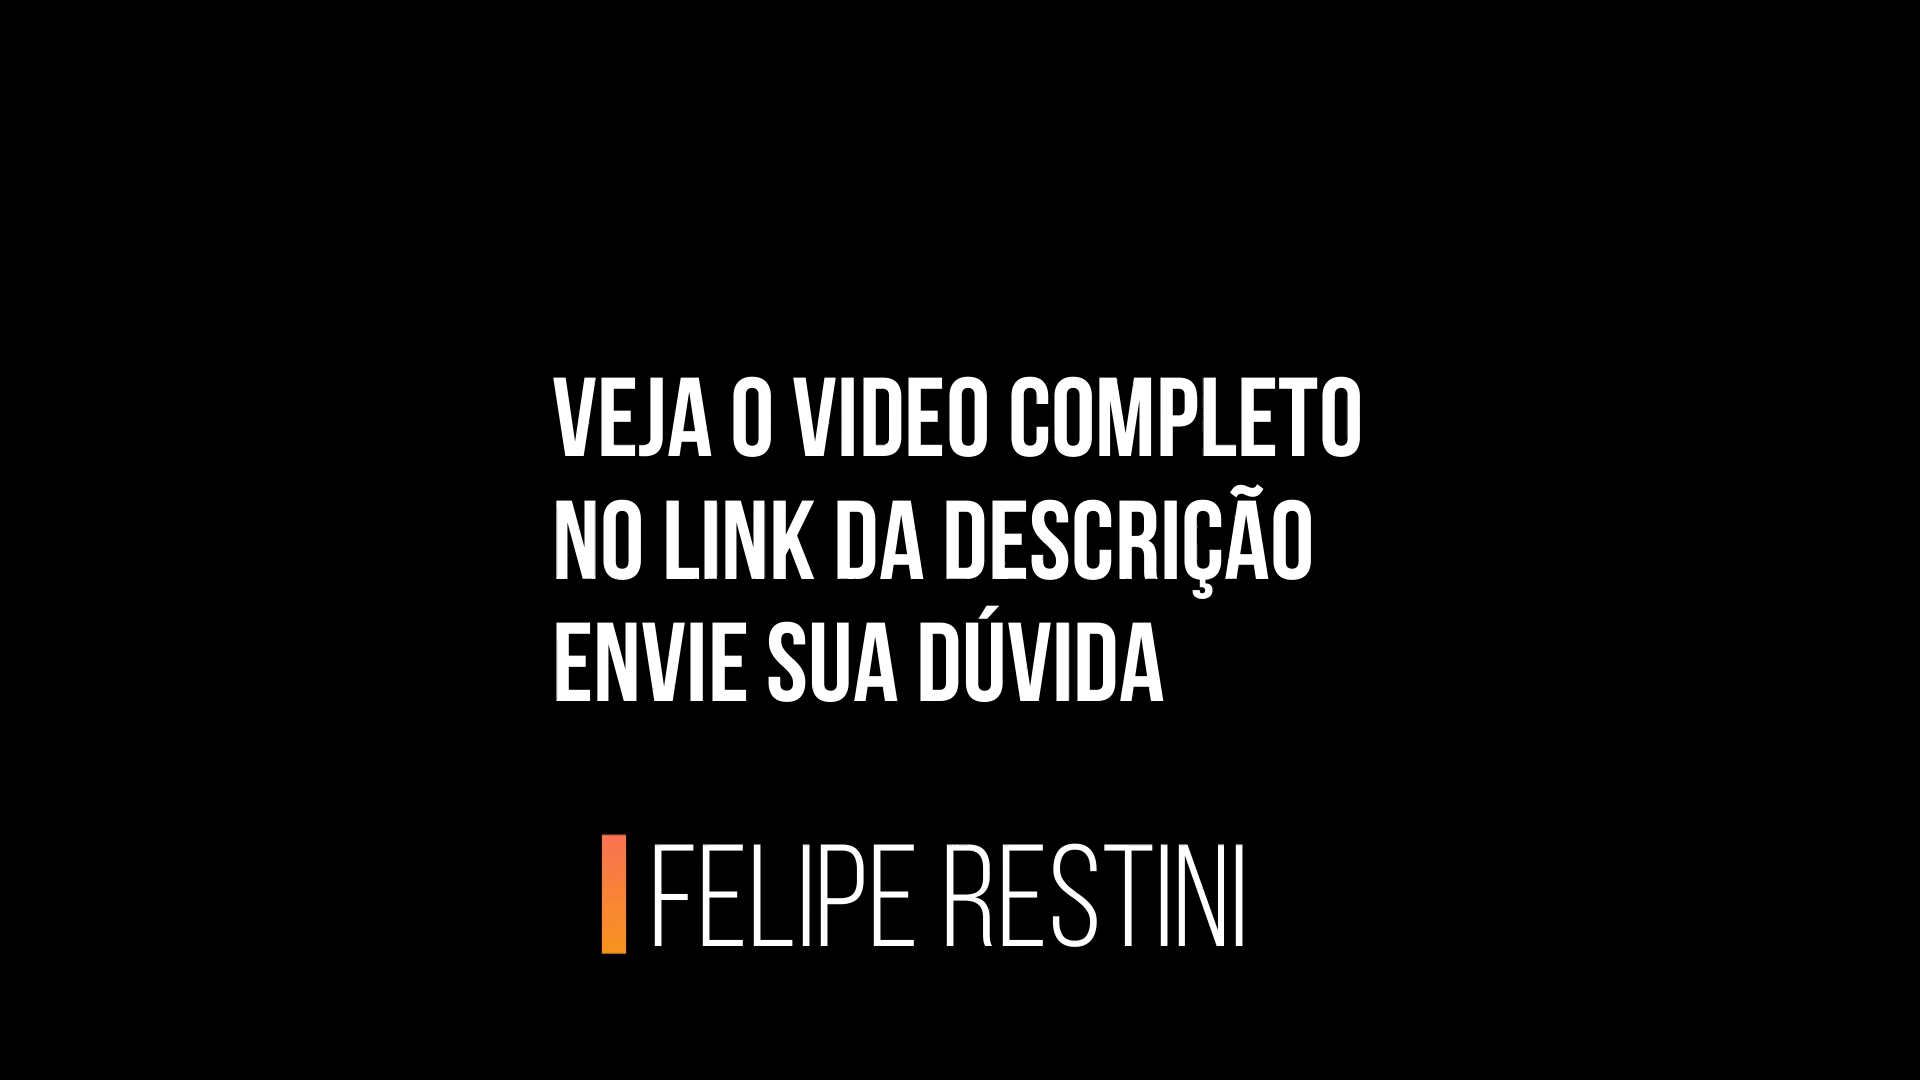 VEJA O VIDEO COMPLETO
NO LINK DA DESCRIÇÃO
ENVIE SUA DÚVIDA
FELIPE RESTINI